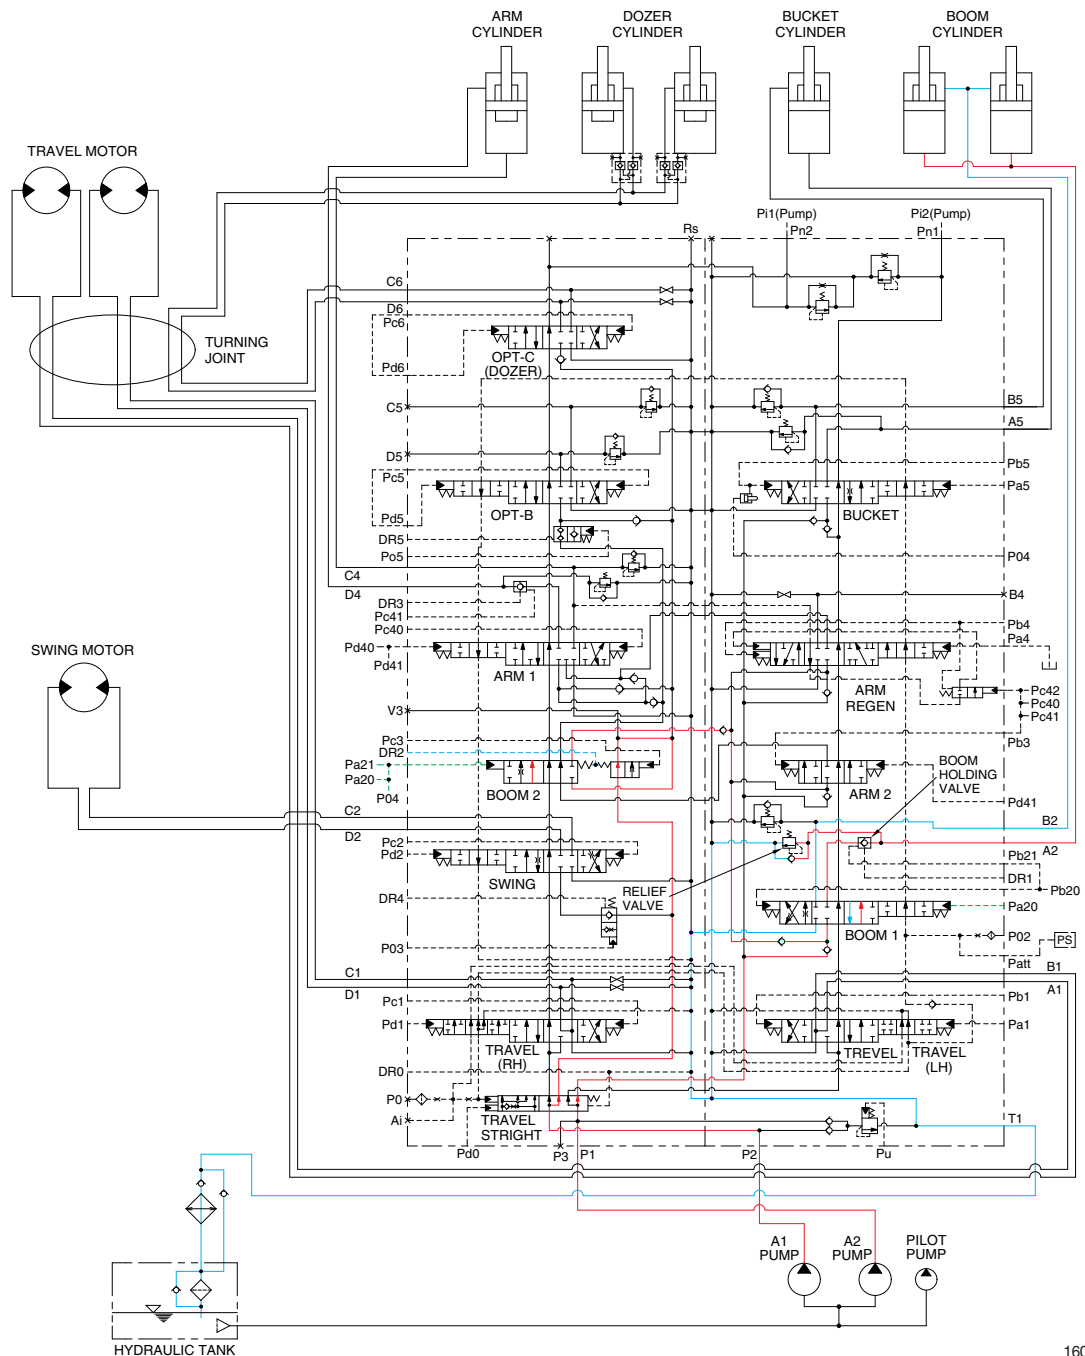 ARM
CYLINDER
DOZER
CYLINDER
BUCKET
CYLINDER
BOOM
CYLINDER
TRAVEL MOTOR
Pi1(Pump)
Pn2
Pi2(Pump)
Pn1
Rs
C6
D6
Pc6
TURNING
JOINT
OPT-C
(DOZER)
Pd6
C5
B5
A5
D5
Pc5
Pb5
Pa5
Pd5
OPT-B
BUCKET
DR5
Po5
P04
C4
D4
B4
DR3
Pc41
Pc40
Pb4
Pa4
Pd40
Pd41
ARM 1
ARM
REGEN
SWING MOTOR
Pc42
Pc40
Pc41
V3
Pc3
DR2
Pb3
Pa21
Pa20
P04
BOOM 2
ARM 2
BOOM
HOLDING
VALVE
Pd41
C2
B2
D2
Pc2
Pd2
A2
Pb21
DR1
SWING
RELIEF
VALVE
Pb20
DR4
Pa20
BOOM 1
P03
P02
PS
Patt
C1
D1
B1
A1
Pc1
Pb1
Pd1
Pa1
TRAVEL
(RH)
TREVEL
TRAVEL
(LH)
DR0
P0
Ai
TRAVEL
STRIGHT
T1
Pd0
P3
P1
P2
Pu
A1
PUMP
A2
PUMP
PILOT
PUMP
HYDRAULIC TANK
160